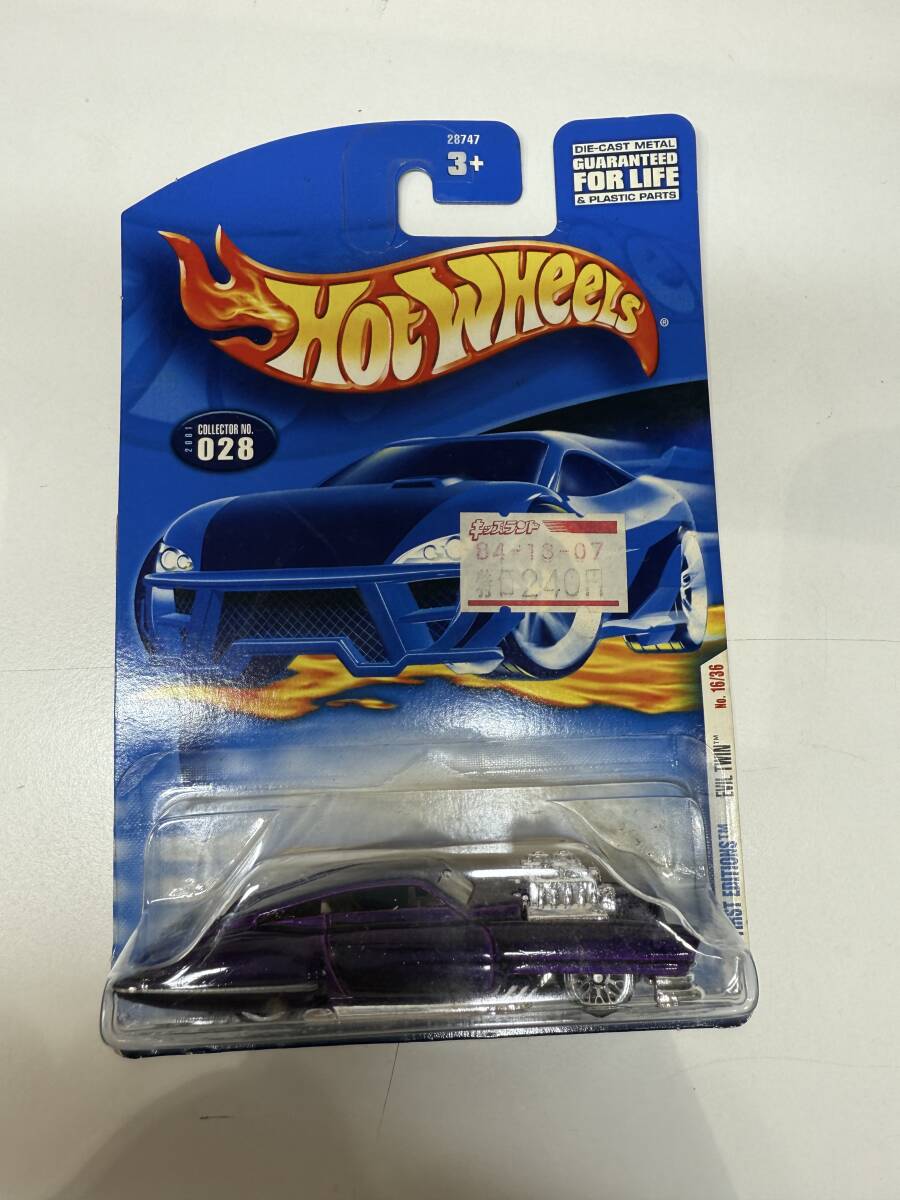 28747
3+
DIE-CAST METAL
GUARANTEED
FOR LIFE
& PLASTIC PARTS
HOT WHEELS®
2001
COLLECTOR NO.
028
キッズランド
84-18-07
240円
No. 16/36
EVIL TWIN™
FIRST EDITIONS™